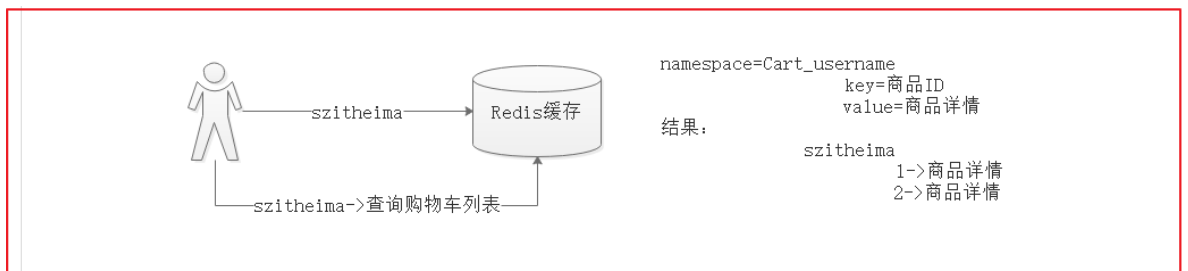 szitheima
Redis缓存
szitheima->查询购物车列表
namespace=Cart_username
key=商品ID
value=商品详情
结果：
szitheima
1->商品详情
2->商品详情